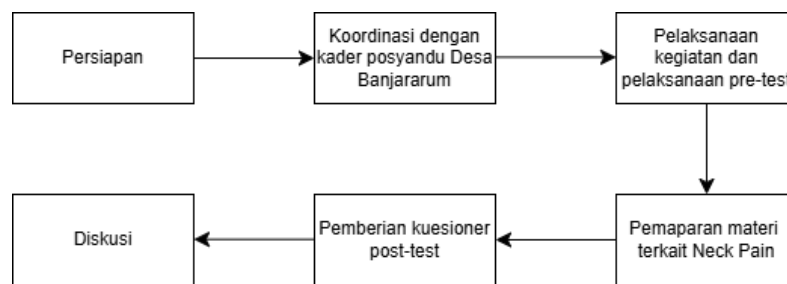 Persiapan
Koordinasi dengan
kader posyandu Desa
Banjararum
Pelaksanaan
kegiatan dan
pelaksanaan pre-test
Pemaparan materi
terkait Neck Pain
Pemberian kuesioner
post-test
Diskusi